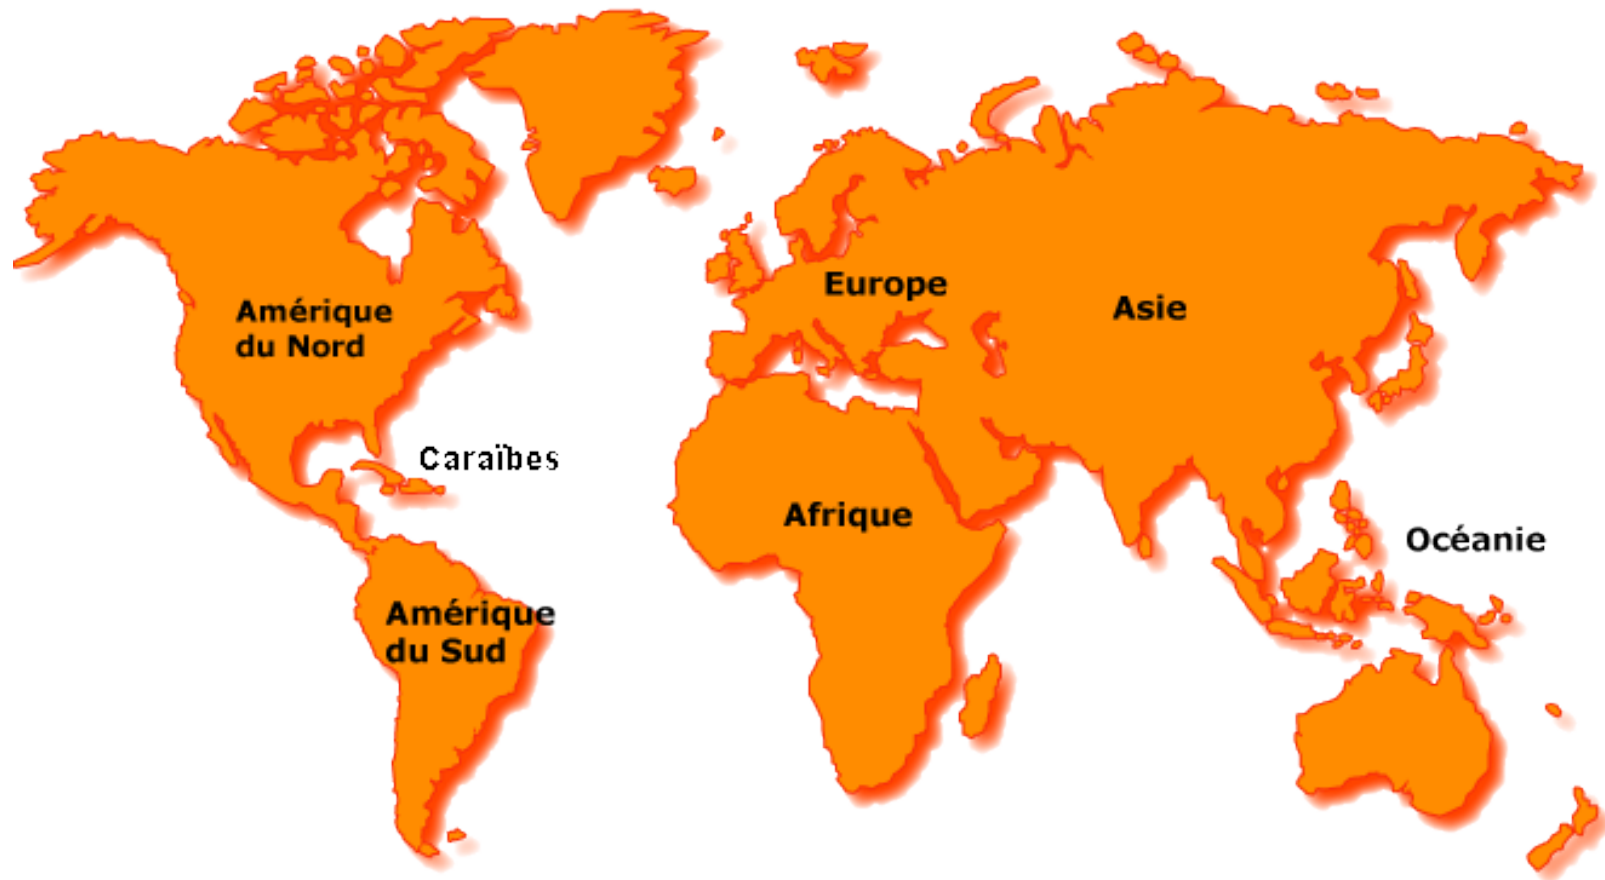 Europe
Asie
Amérique
du Nord
Caraïbes
Afrique
Océanie
Amérique
du Sud